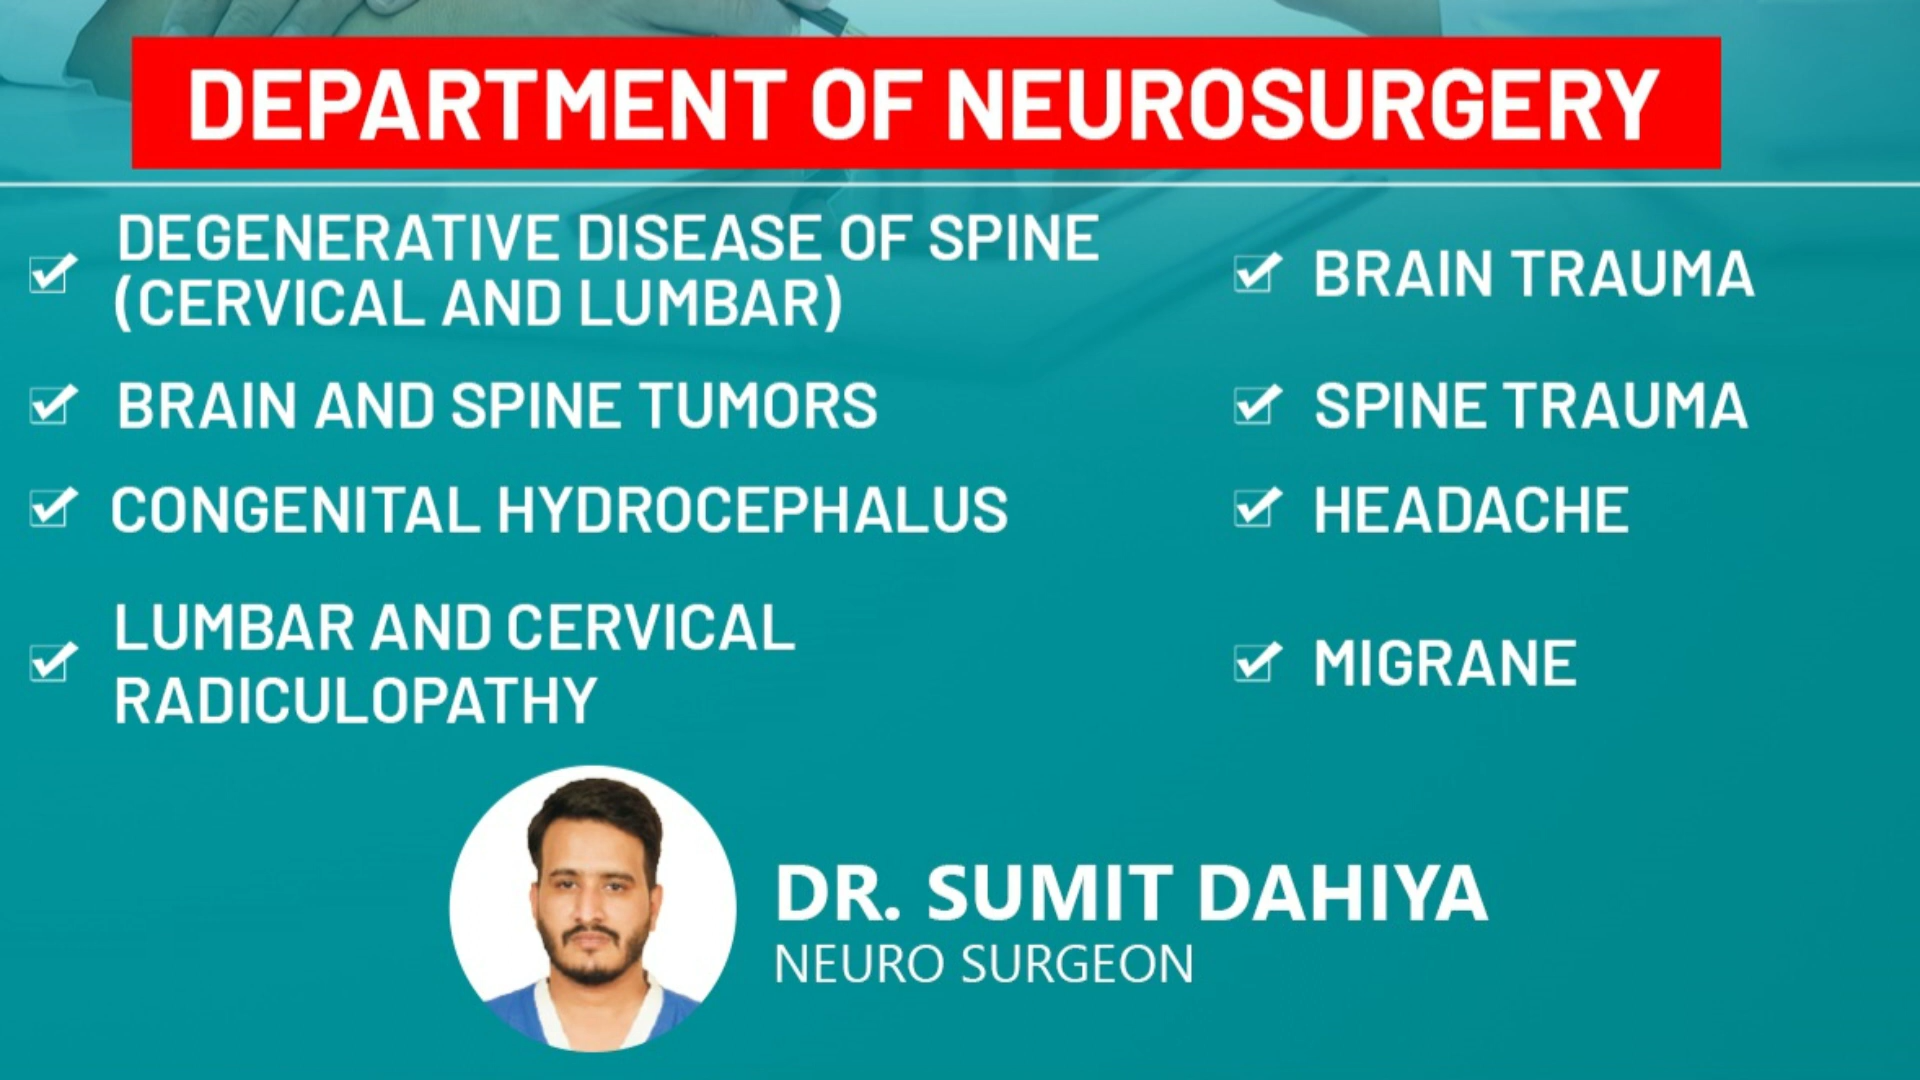 DEPARTMENT OF NEUROSURGERY
DEGENERATIVE DISEASE OF SPINE
(CERVICAL AND LUMBAR)
BRAIN AND SPINE TUMORS
CONGENITAL HYDROCEPHALUS
LUMBAR AND CERVICAL
RADICULOPATHY
BRAIN TRAUMA
SPINE TRAUMA
HEADACHE
MIGRANE
DR. SUMIT DAHIYA
NEURO SURGEON